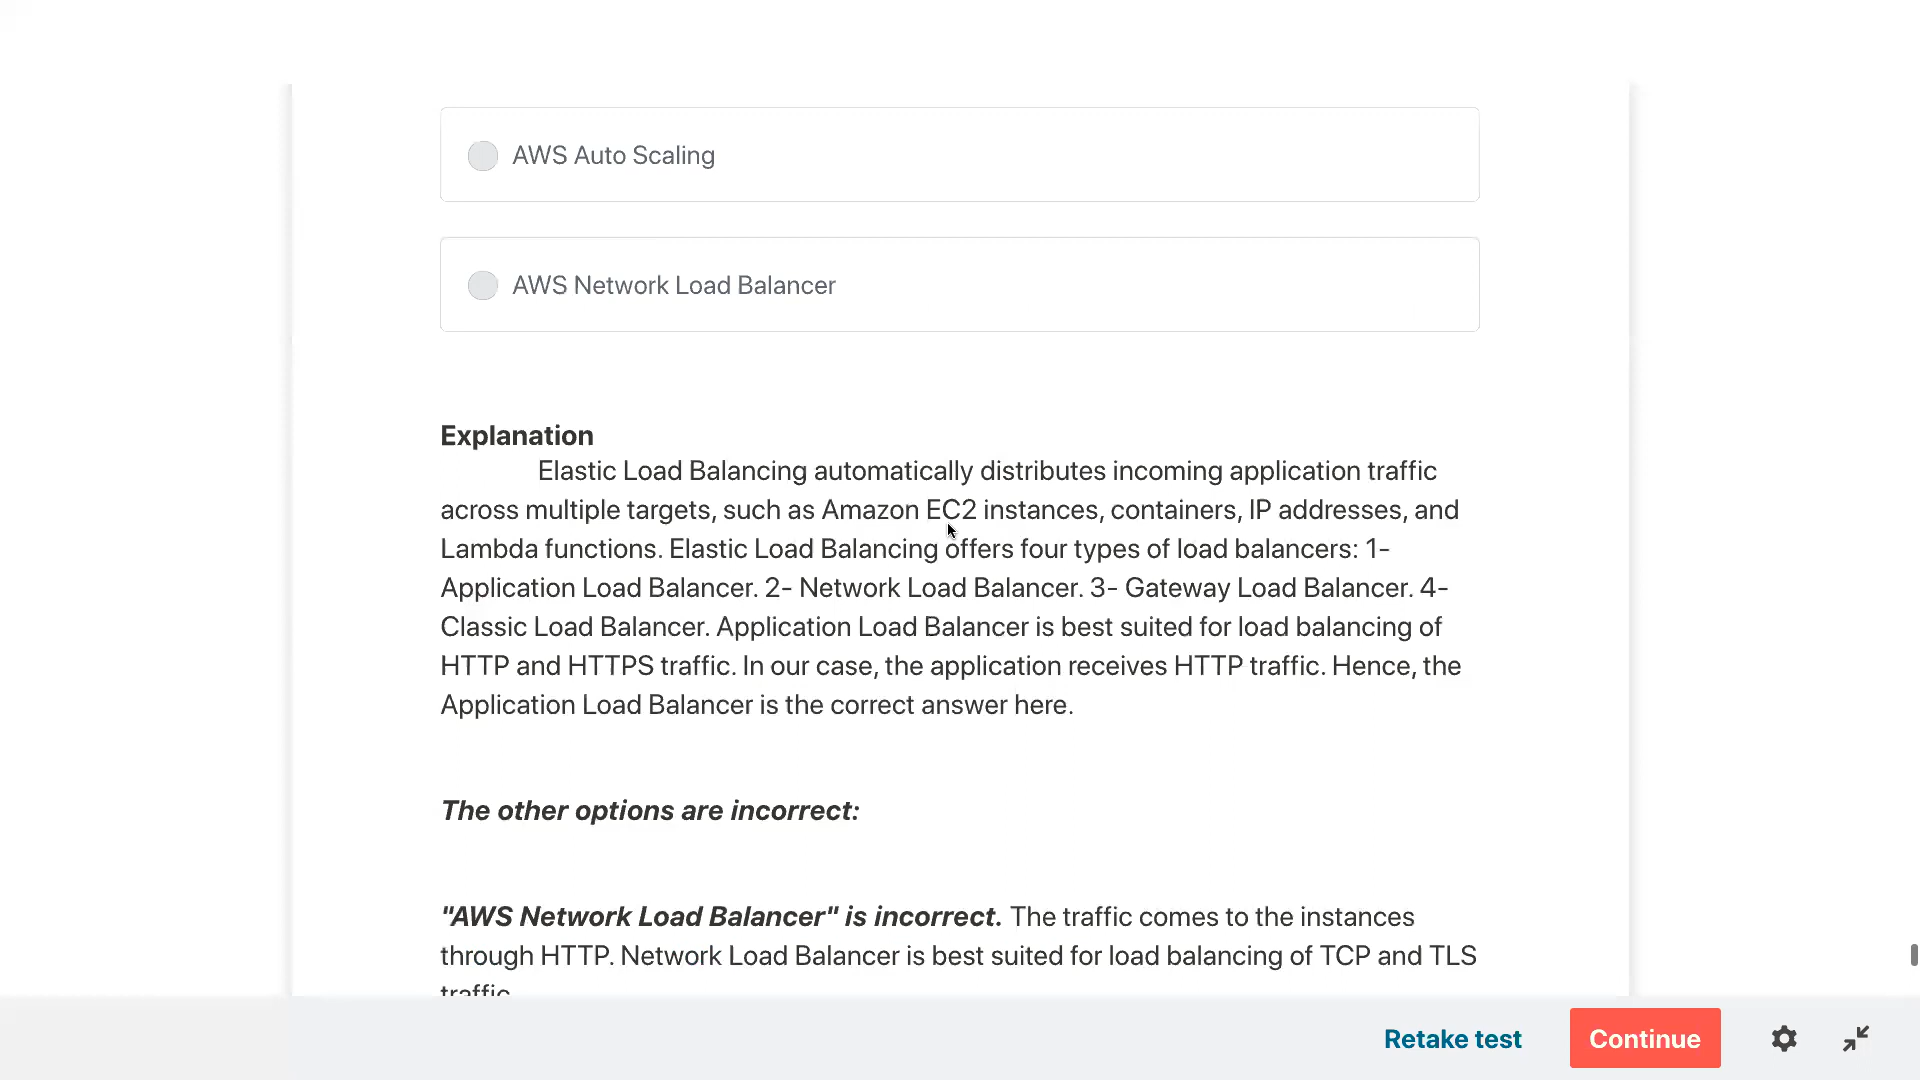 AWS Auto Scaling
AWS Network Load Balancer
Explanation
Elastic Load Balancing automatically distributes incoming application traffic
across multiple targets, such as Amazon EC2 instances, containers, IP addresses, and
Lambda functions. Elastic Load Balancing offers four types of load balancers: 1-
Application Load Balancer. 2- Network Load Balancer. 3- Gateway Load Balancer. 4-
Classic Load Balancer. Application Load Balancer is best suited for load balancing of
HTTP and HTTPS traffic. In our case, the application receives HTTP traffic. Hence, the
Application Load Balancer is the correct answer here.
The other options are incorrect:
"AWS Network Load Balancer" is incorrect. The traffic comes to the instances
through HTTP. Network Load Balancer is best suited for load balancing of TCP and TLS
traffic.
Retake test
Continue